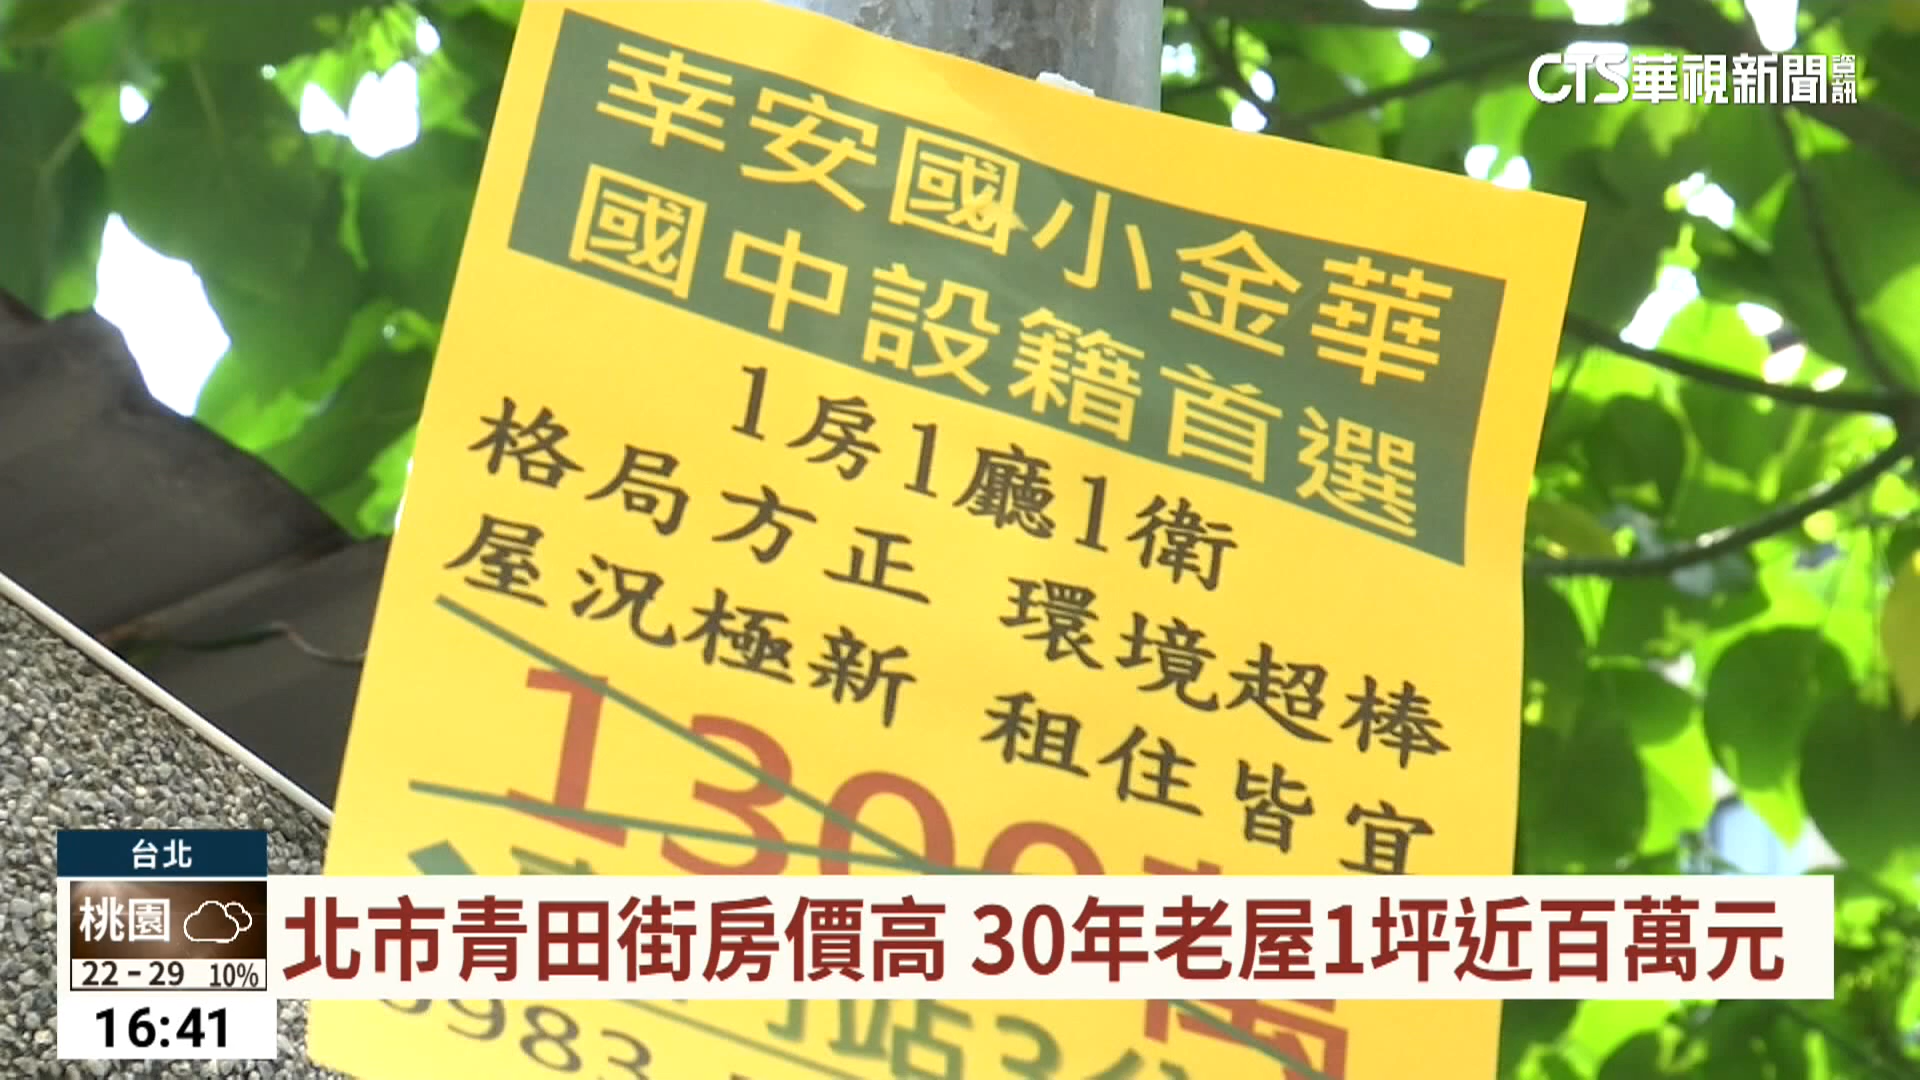 CTS華視新聞資訊
幸安國小金華
國中設籍首選
1房1廳1衛
格局方正 環境超棒
屋況極新 租住皆宜
台北
桃園
22-29 10%
16:41
北市青田街房價高 30年老屋1坪近百萬元